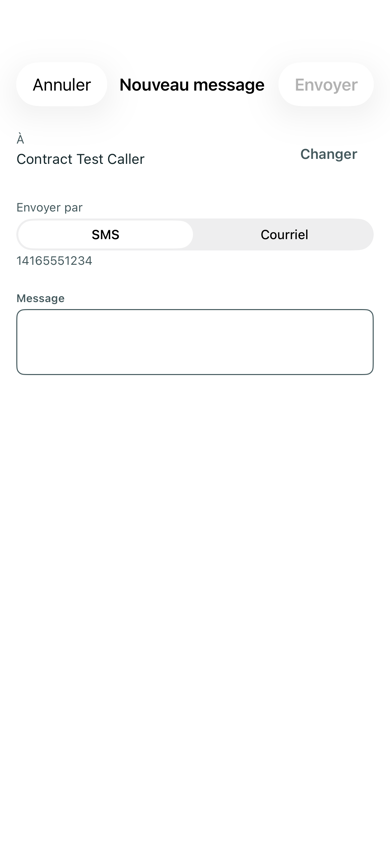 Annuler Nouveau message Envoyer
À
Contract Test Caller Changer
Envoyer par
SMS Courriel
14165551234
Message